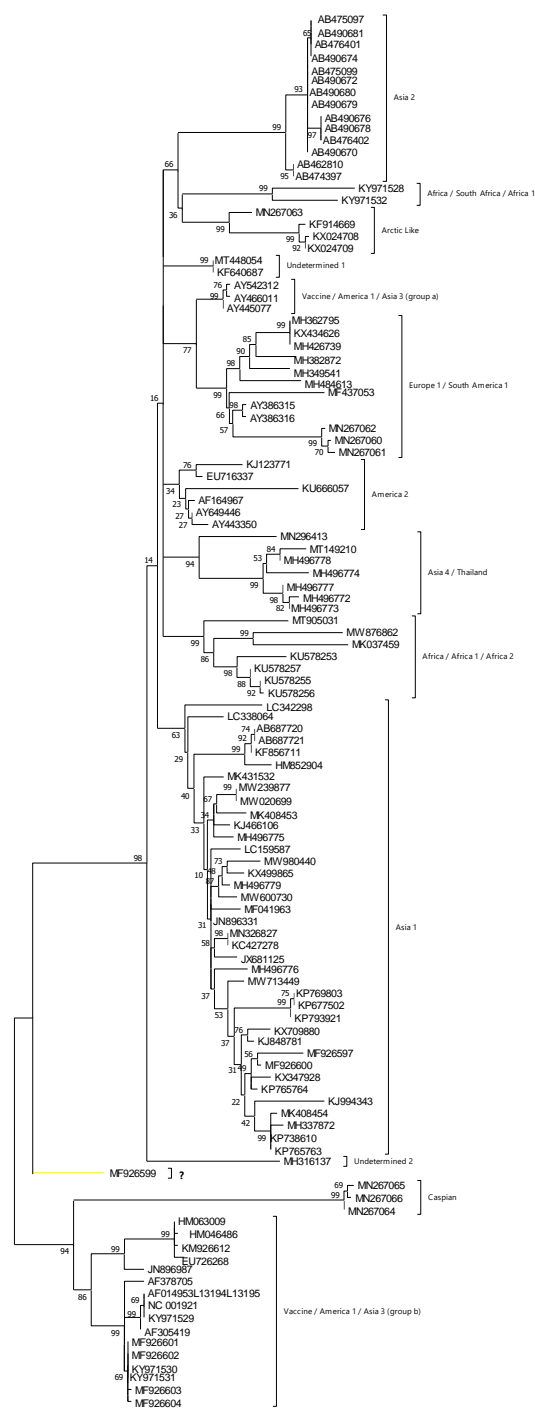 AB475097
65
AB490681
AB476401
AB490674
AB475099
AB490672
93
AB490680
Asia 2
AB490679
AB490676
AB490678
99
97
AB476402
AB490670
66
AB462810
95
AB474397
99
KY971528
Africa / South Africa / Africa 1
KY971532
36
MN267063
KF914669
99
99
KX024708
Arctic Like
92
KX024709
99
MT448054
Undetermined 1
KF640687
76
AY542312
99
AY466011
Vaccine / America 1 / Asia 3 (group a)
AY445077
MH362795
99
KX434626
85
MH426739
77
90
MH382872
98
MH349541
MH484613
Europe 1 / South America 1
99
MF437053
16
98
AY386315
66
AY386316
57
MN267062
99
MN267060
70
MN267061
76
KJ123771
EU716337
34
KU666057
23
AF164967
America 2
27
AY649446
27
AY443350
MN296413
84
MT149210
94
53
MH496778
14
MH496774
Asia 4 / Thailand
MH496777
98
MH496772
82
MH496773
MT905031
99
99
MW876862
86
MK037459
KU578253
Africa / Africa 1 / Africa 2
98
KU578257
88
KU578255
92
KU578256
LC342298
63
LC338064
74
AB687720
29
92
AB687721
99
KF856711
HM852904
40
MK431532
99
MW239877
67
MW020699
34
MK408453
33
KJ466106
MH496775
LC159587
98
73
MW980440
10
KX499865
MH496779
MW600730
MF041963
31
JN896331
Asia 1
98
MN326827
58
KC427278
JX681125
37
MH496776
MW713449
53
75
KP769803
99
KP677502
KP793921
37
76
KX709880
KJ848781
56
MF926597
31
49
MF926600
KX347928
KP765764
22
KJ994343
42
MK408454
MH337872
99
KP738610
KP765763
MH316137
Undetermined 2
MF926599
?
69
MN267065
99
MN267066
Caspian
MN267064
94
HM063009
99
HM046486
KM926612
99
EU726268
86
JN896987
AF378705
AF014953L13194L13195
69
NC 001921
Vaccine / America 1 / Asia 3 (group b)
99
KY971529
99
AF305419
MF926601
MF926602
KY971530
69
KY971531
MF926603
MF926604